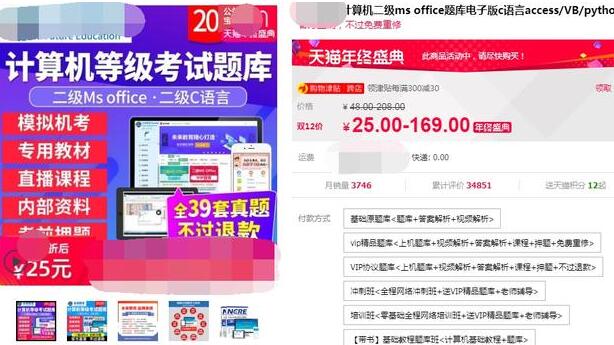 Future Education
天猫年终盛典
计算机等级考试题库
二级Ms office · 二级C语言
模拟机考
专用教材
直播课程
内部资料
考前押题
全39套真题
不过退款
折后
¥25元
计算机二级ms office题库电子版c语言access/VB/pytho
不过免费重修
天猫年终盛典 此商品活动中，请尽快购买！
购物津贴 跨店 领津贴每满300减30 领取
价格 ¥48.00-208.00
双12价 ¥25.00-169.00 年终盛典
运费 快递: 0.00
月销量 3746 累计评价 34851 送天猫积分 12起
付款方式
基础原题库<题库+答案解析+视频解析>
vip精品题库<上机题库+视频解析+答案解析+课程+押题+免费重修>
VIP协议题库<上机题库+视频解析+答案解析+课程+押题+不过退款>
冲刺班<全程网络冲刺班+送VIP精品题库+老师辅导>
培训班<零基础全程网络培训班+送VIP精品题库+老师辅导>
【带书】基础教程题库班<计算机基础教程+题库>